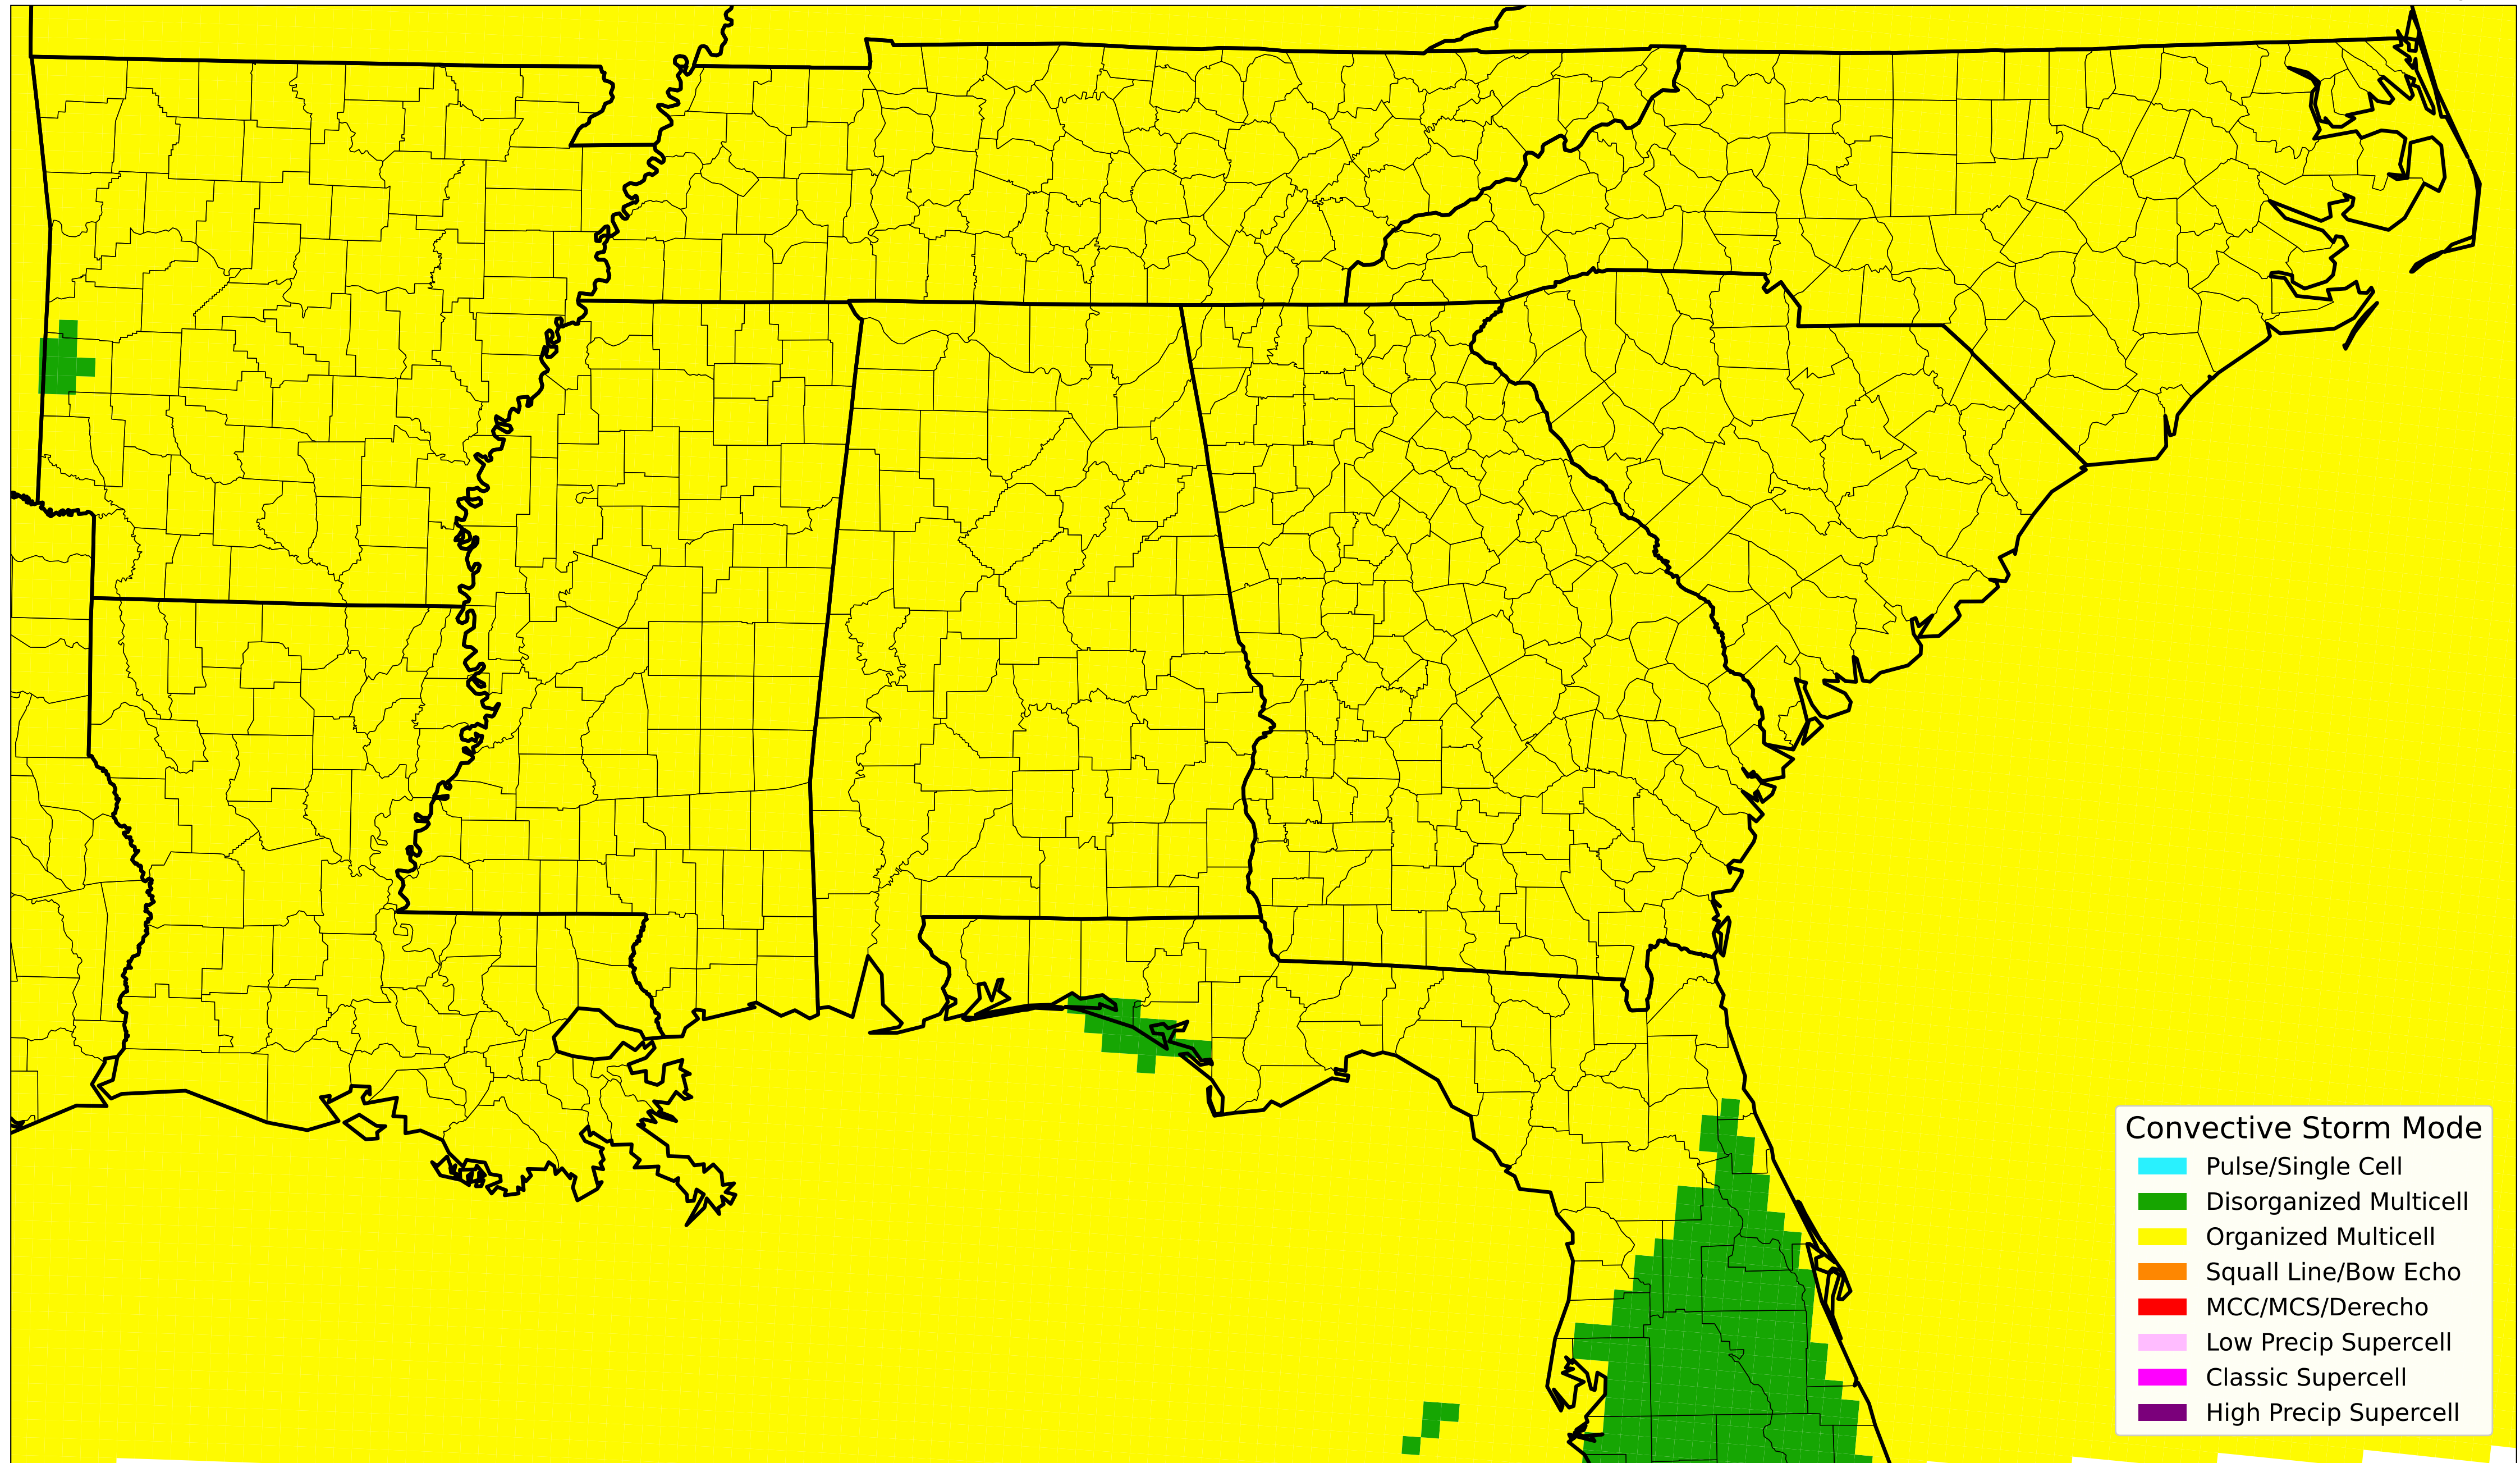 Convective Storm Mode
Pulse/Single Cell
Disorganized Multicell
Organized Multicell
Squall Line/Bow Echo
MCC/MCS/Derecho
Low Precip Supercell
Classic Supercell
High Precip Supercell